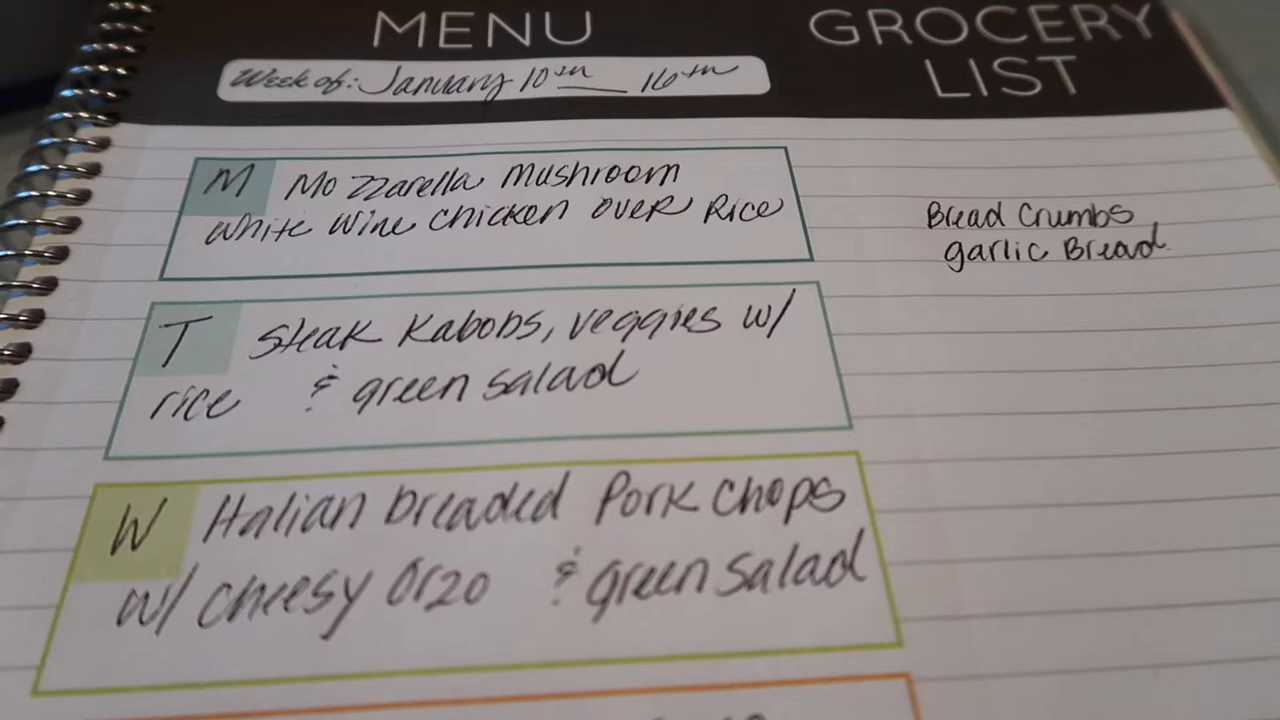 MENU
GROCERY
LIST
Week of: January 10th __ 16th
M Mozzarella Mushroom
White Wine Chicken over Rice
Bread Crumbs
garlic Bread
T Steak Kabobs, veggies w/
rice & green salad
W Italian breaded Pork Chops
w/ cheesy Orzo & green salad